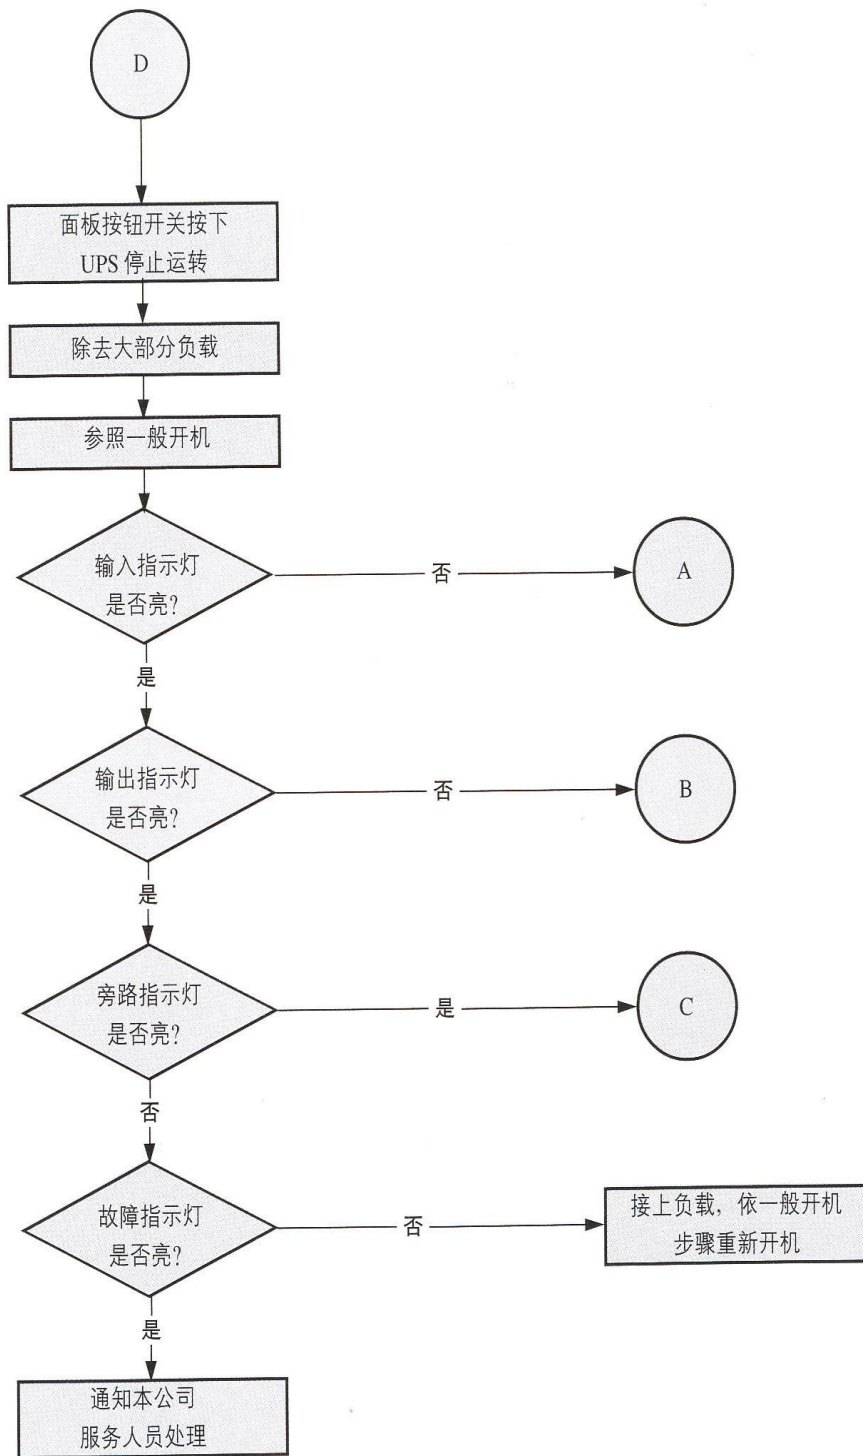 D
面板按钮开关按下
UPS 停止运转
除去大部分负载
参照一般开机
输入指示灯
是否亮?
否
A
是
输出指示灯
是否亮?
否
B
是
旁路指示灯
是否亮?
是
C
否
故障指示灯
是否亮?
否
接上负载，依一般开机
步骤重新开机
是
通知本公司
服务人员处理